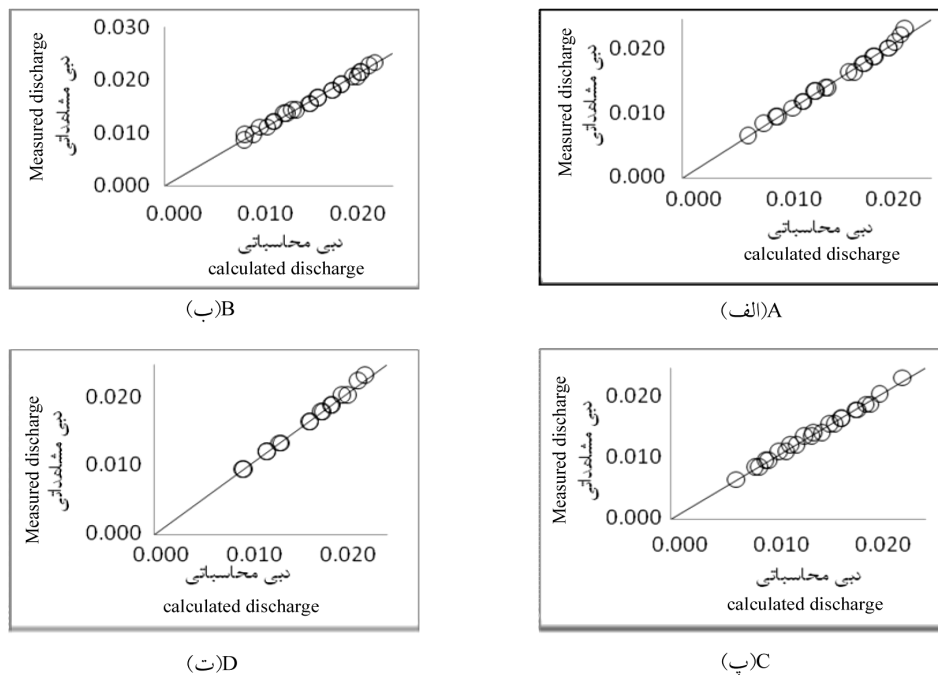 0.030
0.020
0.010
0.000
Measured discharge
دبی مشاهداتی
0.000 0.010 0.020
دبی محاسباتی
calculated discharge
B(ب)
0.020
0.010
0.000
Measured discharge
دبی مشاهداتی
0.000 0.010 0.020
دبی محاسباتی
calculated discharge
A(الف)
0.020
0.010
0.000
Measured discharge
دبی مشاهداتی
0.000 0.010 0.020
دبی محاسباتی
calculated discharge
D(ت)
0.020
0.010
0.000
Measured discharge
دبی مشاهداتی
0.000 0.010 0.020
دبی محاسباتی
calculated discharge
C(پ)